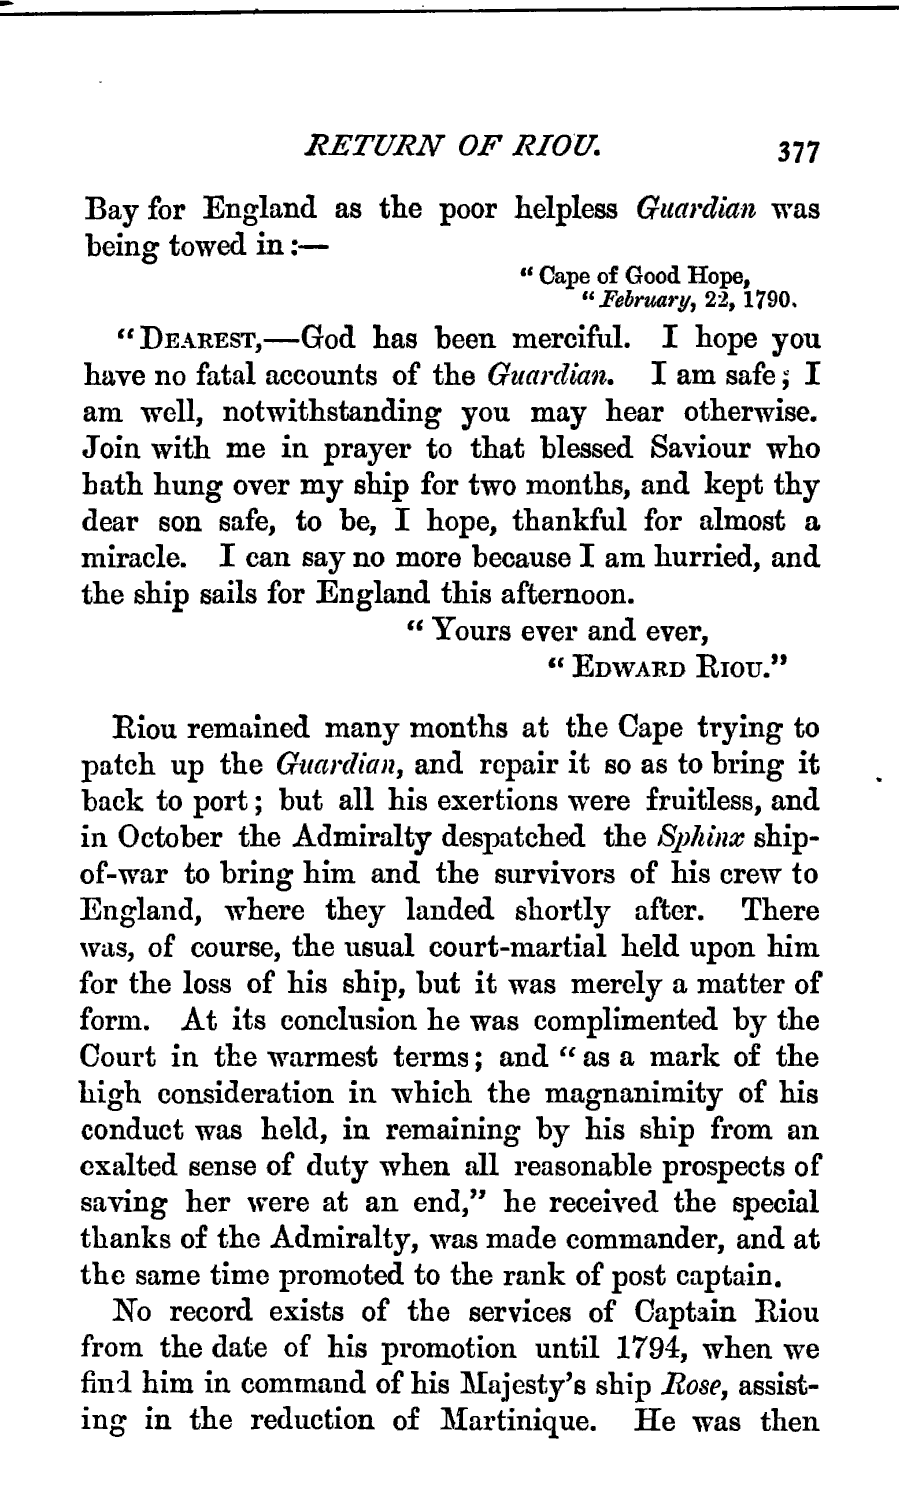 RETURN OF RIOU. 377
Bay for England as the poor helpless Guardian was
being towed in :—
“ Cape of Good Hope,
“ February, 22, 1790.
“ DEAREST,—God has been merciful. I hope you
have no fatal accounts of the Guardian. I am safe ; I
am well, notwithstanding you may hear otherwise.
Join with me in prayer to that blessed Saviour who
hath hung over my ship for two months, and kept thy
dear son safe, to be, I hope, thankful for almost a
miracle. I can say no more because I am hurried, and
the ship sails for England this afternoon.
“ Yours ever and ever,
“ EDWARD RIOU.”
Riou remained many months at the Cape trying to
patch up the Guardian, and repair it so as to bring it
back to port ; but all his exertions were fruitless, and
in October the Admiralty despatched the Sphinx ship-
of-war to bring him and the survivors of his crew to
England, where they landed shortly after. There
was, of course, the usual court-martial held upon him
for the loss of his ship, but it was merely a matter of
form. At its conclusion he was complimented by the
Court in the warmest terms ; and “ as a mark of the
high consideration in which the magnanimity of his
conduct was held, in remaining by his ship from an
exalted sense of duty when all reasonable prospects of
saving her were at an end,” he received the special
thanks of the Admiralty, was made commander, and at
the same time promoted to the rank of post captain.
No record exists of the services of Captain Riou
from the date of his promotion until 1794, when we
find him in command of his Majesty’s ship Rose, assist-
ing in the reduction of Martinique. He was then